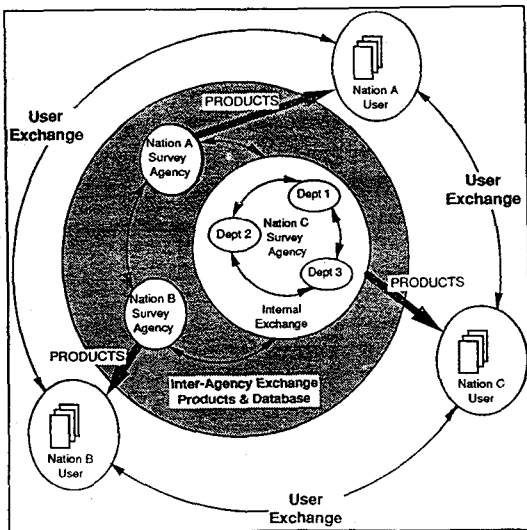 Nation A
User
PRODUCTS
User
Exchange
Nation A
Survey
Agency
User
Exchange
Dept 1
Dept 2
Nation C
Survey
Agency
Dept 3
PRODUCTS
Internal
Exchange
Nation B
Survey
Agency
PRODUCTS
Inter-Agency Exchange
Products & Database
Nation C
User
Nation B
User
User
Exchange